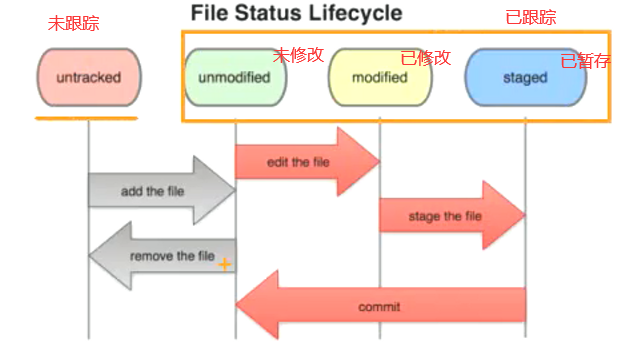 File Status Lifecycle
未跟踪
已跟踪
untracked
unmodified
未修改
modified
已修改
staged
已暂存
edit the file
add the file
stage the file
remove the file
commit